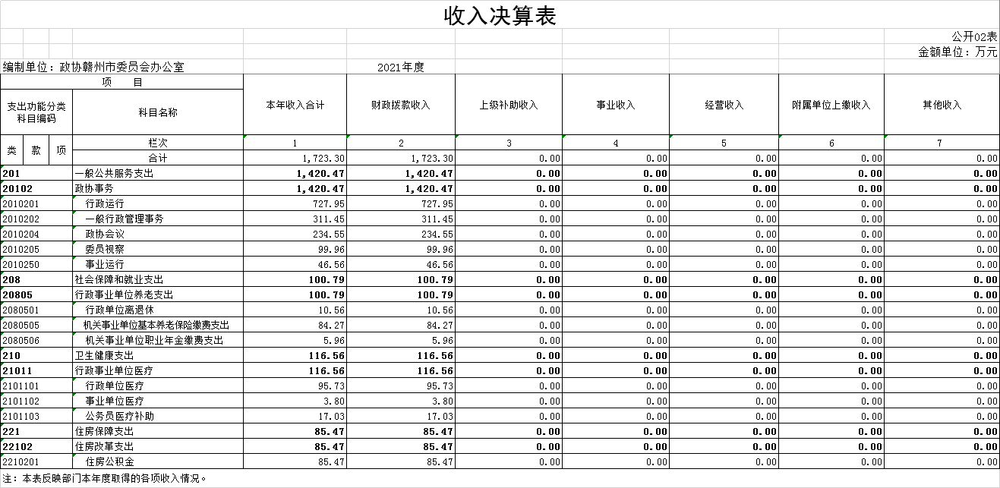 收入决算表
公开02表
金额单位：万元
编制单位：政协赣州市委员会办公室 2021年度
项 目 本年收入合计 财政拨款收入 上级补助收入 事业收入 经营收入 附属单位上缴收入 其他收入
支出功能分类科目编码 科目名称
类 款 项 栏次 1 2 3 4 5 6 7
合计 1,723.30 1,723.30 0.00 0.00 0.00 0.00 0.00
201 一般公共服务支出 1,420.47 1,420.47 0.00 0.00 0.00 0.00 0.00
20102 政协事务 1,420.47 1,420.47 0.00 0.00 0.00 0.00 0.00
2010201 行政运行 727.95 727.95 0.00 0.00 0.00 0.00 0.00
2010202 一般行政管理事务 311.45 311.45 0.00 0.00 0.00 0.00 0.00
2010204 政协会议 234.55 234.55 0.00 0.00 0.00 0.00 0.00
2010205 委员视察 99.96 99.96 0.00 0.00 0.00 0.00 0.00
2010250 事业运行 46.56 46.56 0.00 0.00 0.00 0.00 0.00
208 社会保障和就业支出 100.79 100.79 0.00 0.00 0.00 0.00 0.00
20805 行政事业单位养老支出 100.79 100.79 0.00 0.00 0.00 0.00 0.00
2080501 行政单位离退休 10.56 10.56 0.00 0.00 0.00 0.00 0.00
2080505 机关事业单位基本养老保险缴费支出 84.27 84.27 0.00 0.00 0.00 0.00 0.00
2080506 机关事业单位职业年金缴费支出 5.96 5.96 0.00 0.00 0.00 0.00 0.00
210 卫生健康支出 116.56 116.56 0.00 0.00 0.00 0.00 0.00
21011 行政事业单位医疗 116.56 116.56 0.00 0.00 0.00 0.00 0.00
2101101 行政单位医疗 95.73 95.73 0.00 0.00 0.00 0.00 0.00
2101102 事业单位医疗 3.80 3.80 0.00 0.00 0.00 0.00 0.00
2101103 公务员医疗补助 17.03 17.03 0.00 0.00 0.00 0.00 0.00
221 住房保障支出 85.47 85.47 0.00 0.00 0.00 0.00 0.00
22102 住房改革支出 85.47 85.47 0.00 0.00 0.00 0.00 0.00
2210201 住房公积金 85.47 85.47 0.00 0.00 0.00 0.00 0.00
注：本表反映部门本年度取得的各项收入情况。